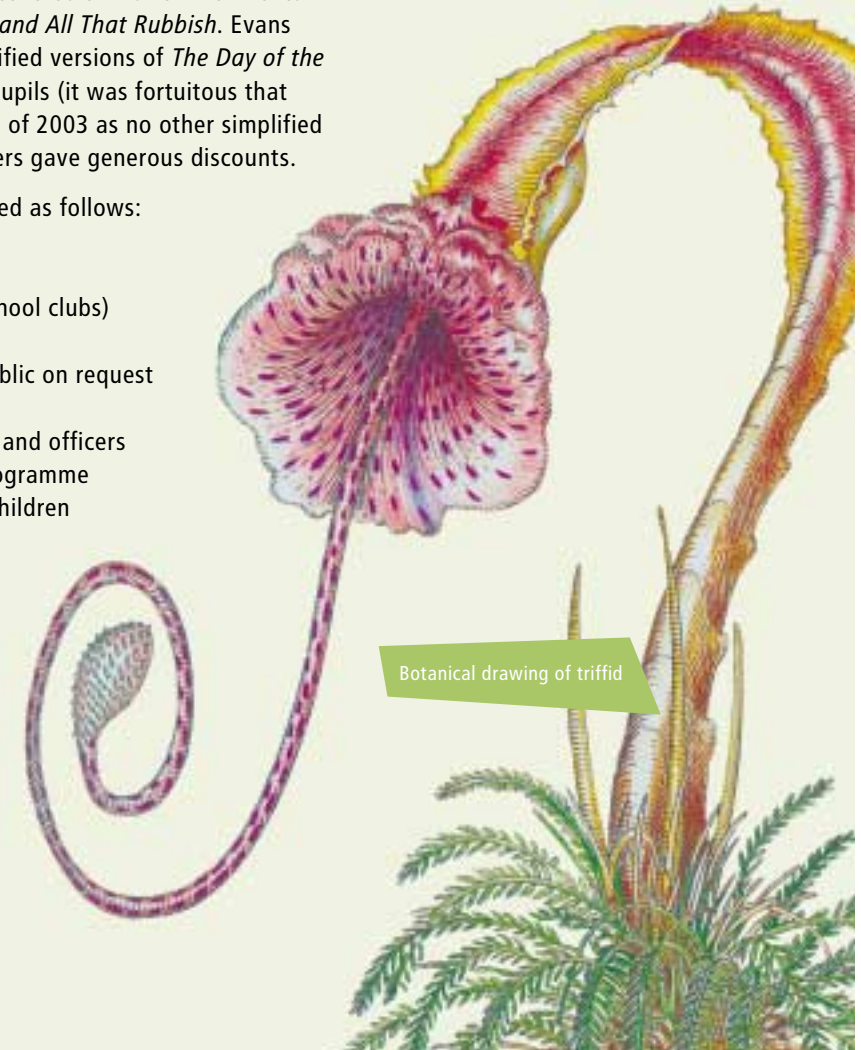 and All That Rubbish. Evans
ified versions of The Day of the
upils (it was fortuitous that
of 2003 as no other simplified
ers gave generous discounts.
ed as follows:
hool clubs)
blic on request
and officers
ogramme
hildren
Botanical drawing of triffid